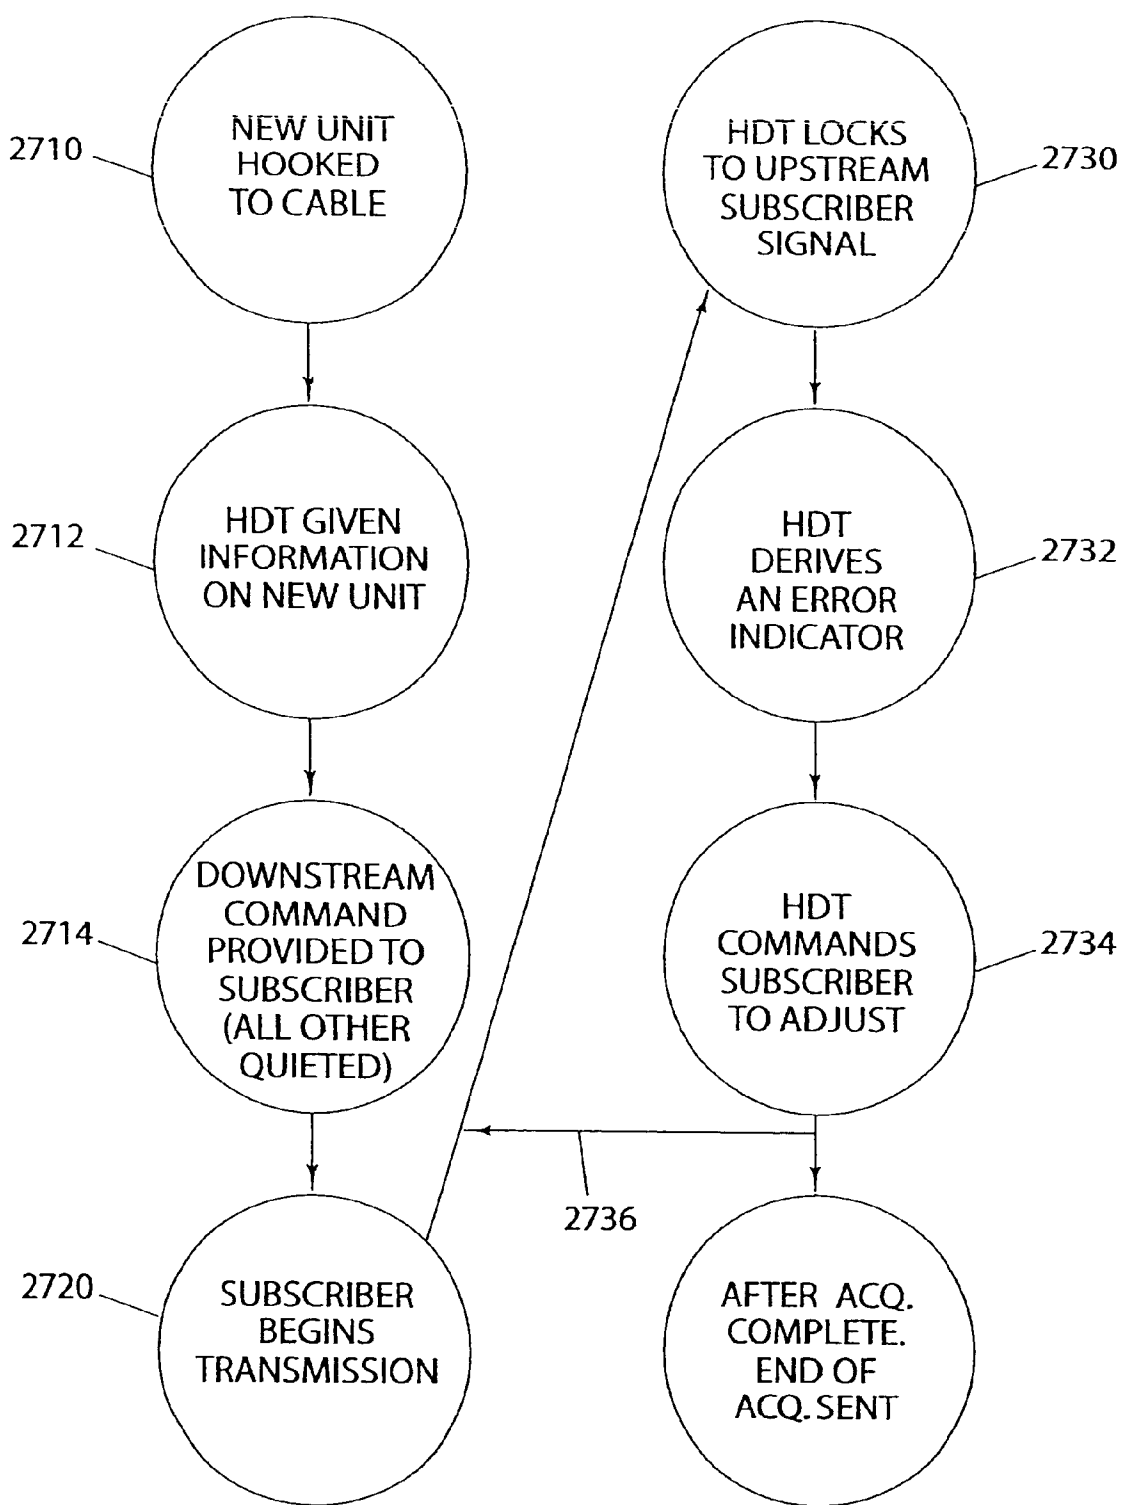 2710
NEW UNIT
HOOKED
TO CABLE
2712
HDT GIVEN
INFORMATION
ON NEW UNIT
2714
DOWNSTREAM
COMMAND
PROVIDED TO
SUBSCRIBER
(ALL OTHER
QUIETED)
2720
SUBSCRIBER
BEGINS
TRANSMISSION
HDT LOCKS
TO UPSTREAM
SUBSCRIBER
SIGNAL
2730
HDT
DERIVES
AN ERROR
INDICATOR
2732
HDT
COMMANDS
SUBSCRIBER
TO ADJUST
2734
2736
AFTER ACQ.
COMPLETE.
END OF
ACQ. SENT